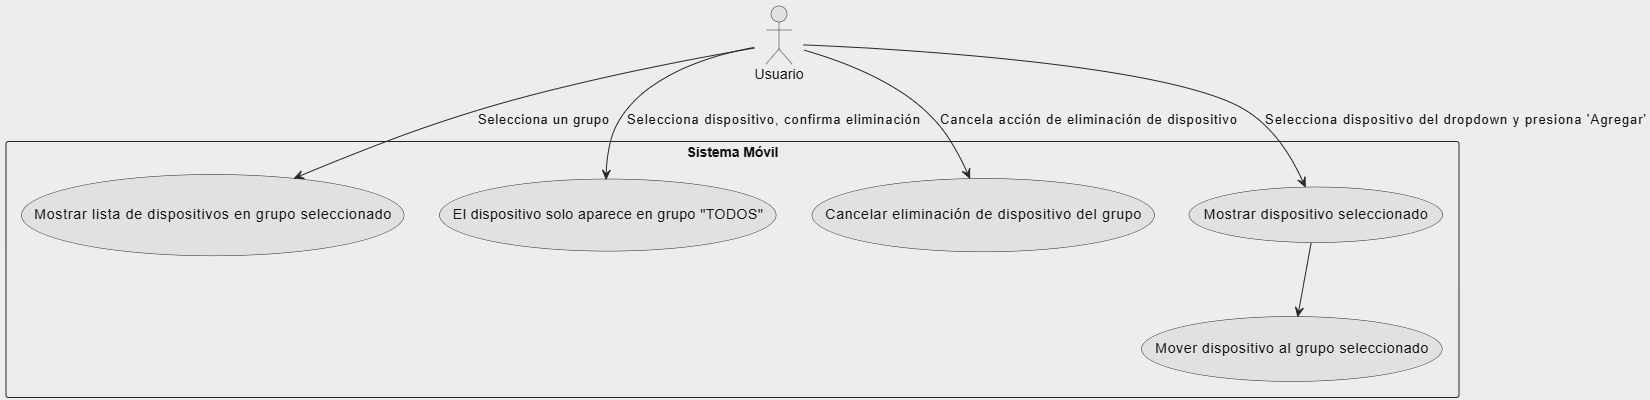 Usuario
Selecciona un grupo
Selecciona dispositivo, confirma eliminación
Cancela acción de eliminación de dispositivo
Selecciona dispositivo del dropdown y presiona 'Agregar'
Sistema Móvil
Mostrar lista de dispositivos en grupo seleccionado
El dispositivo solo aparece en grupo "TODOS"
Cancelar eliminación de dispositivo del grupo
Mostrar dispositivo seleccionado
Mover dispositivo al grupo seleccionado